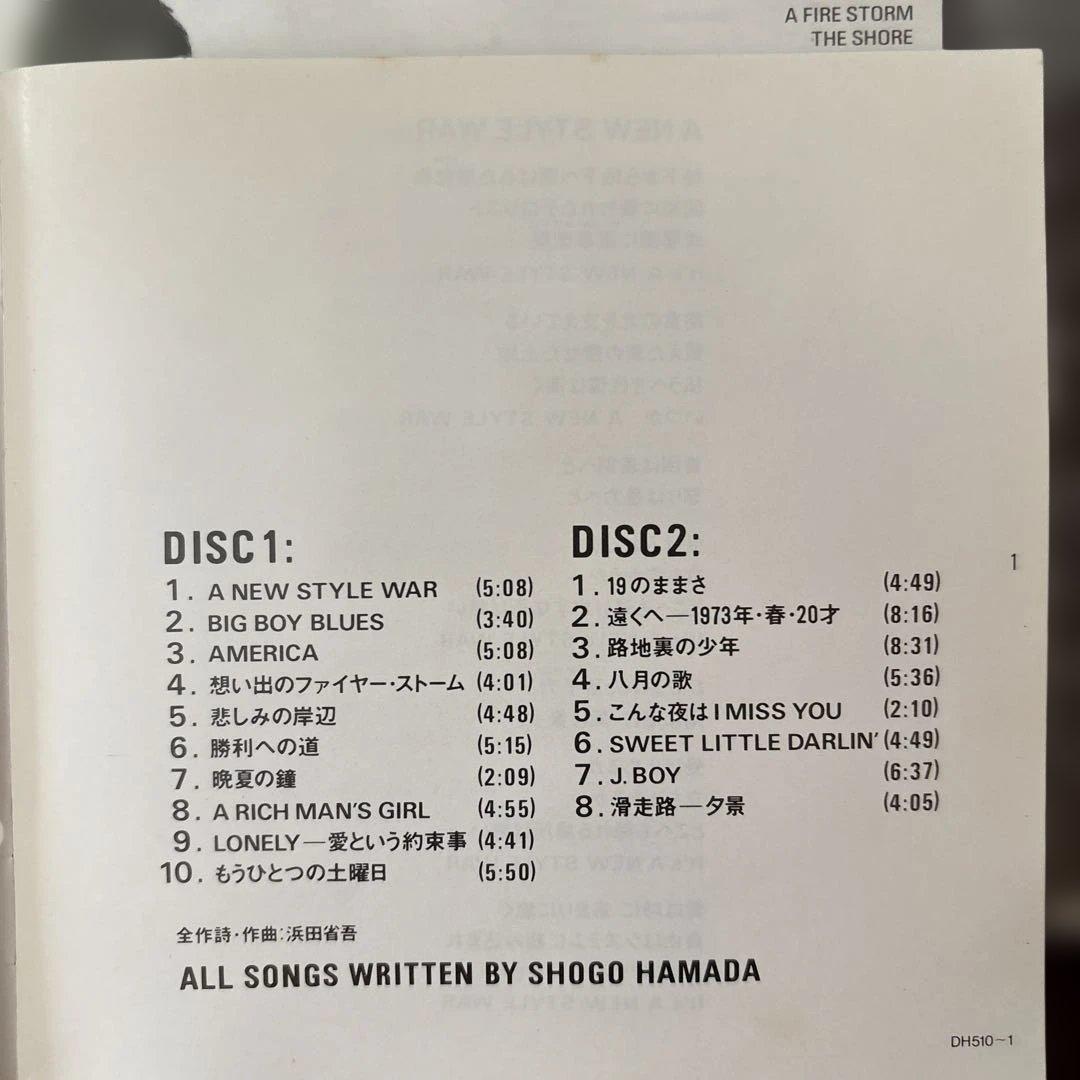 A FIRE STORM
THE SHORE
DISC1:
1. A NEW STYLE WAR (5:08)
2. BIG BOY BLUES (3:40)
3. AMERICA (5:08)
4. 想い出のファイヤー・ストーム (4:01)
5. 悲しみの岸辺 (4:48)
6. 勝利への道 (5:15)
7. 晩夏の鐘 (2:09)
8. A RICH MAN'S GIRL (4:55)
9. LONELY—愛という約束事 (4:41)
10. もうひとつの土曜日 (5:50)
DISC2:
1. 19のままさ (4:49)
2. 遠くへ—1973年・春・20才 (8:16)
3. 路地裏の少年 (8:31)
4. 八月の歌 (5:36)
5. こんな夜は I MISS YOU (2:10)
6. SWEET LITTLE DARLIN' (4:49)
7. J. BOY (6:37)
8. 滑走路—夕景 (4:05)
1
全作詩・作曲:浜田省吾
ALL SONGS WRITTEN BY SHOGO HAMADA
DH510~1